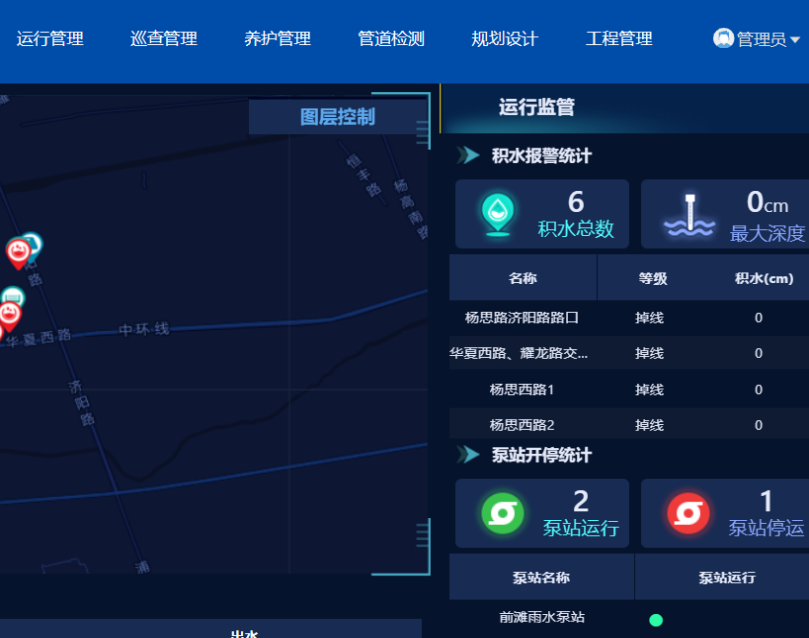 运行管理 巡查管理 养护管理 管道检测 规划设计 工程管理 管理员
图层控制
恒丰路
杨高南路
阳路
华夏西路
中环线
济阳路
浦
运行监管
积水报警统计
6
积水总数
0cm
最大深度
名称 等级 积水(cm)
杨思路济阳路路口 掉线 0
华夏西路、耀龙路交... 掉线 0
杨思西路1 掉线 0
杨思西路2 掉线 0
泵站开停统计
2
泵站运行
1
泵站停运
泵站名称 泵站运行
前滩雨水泵站
出水